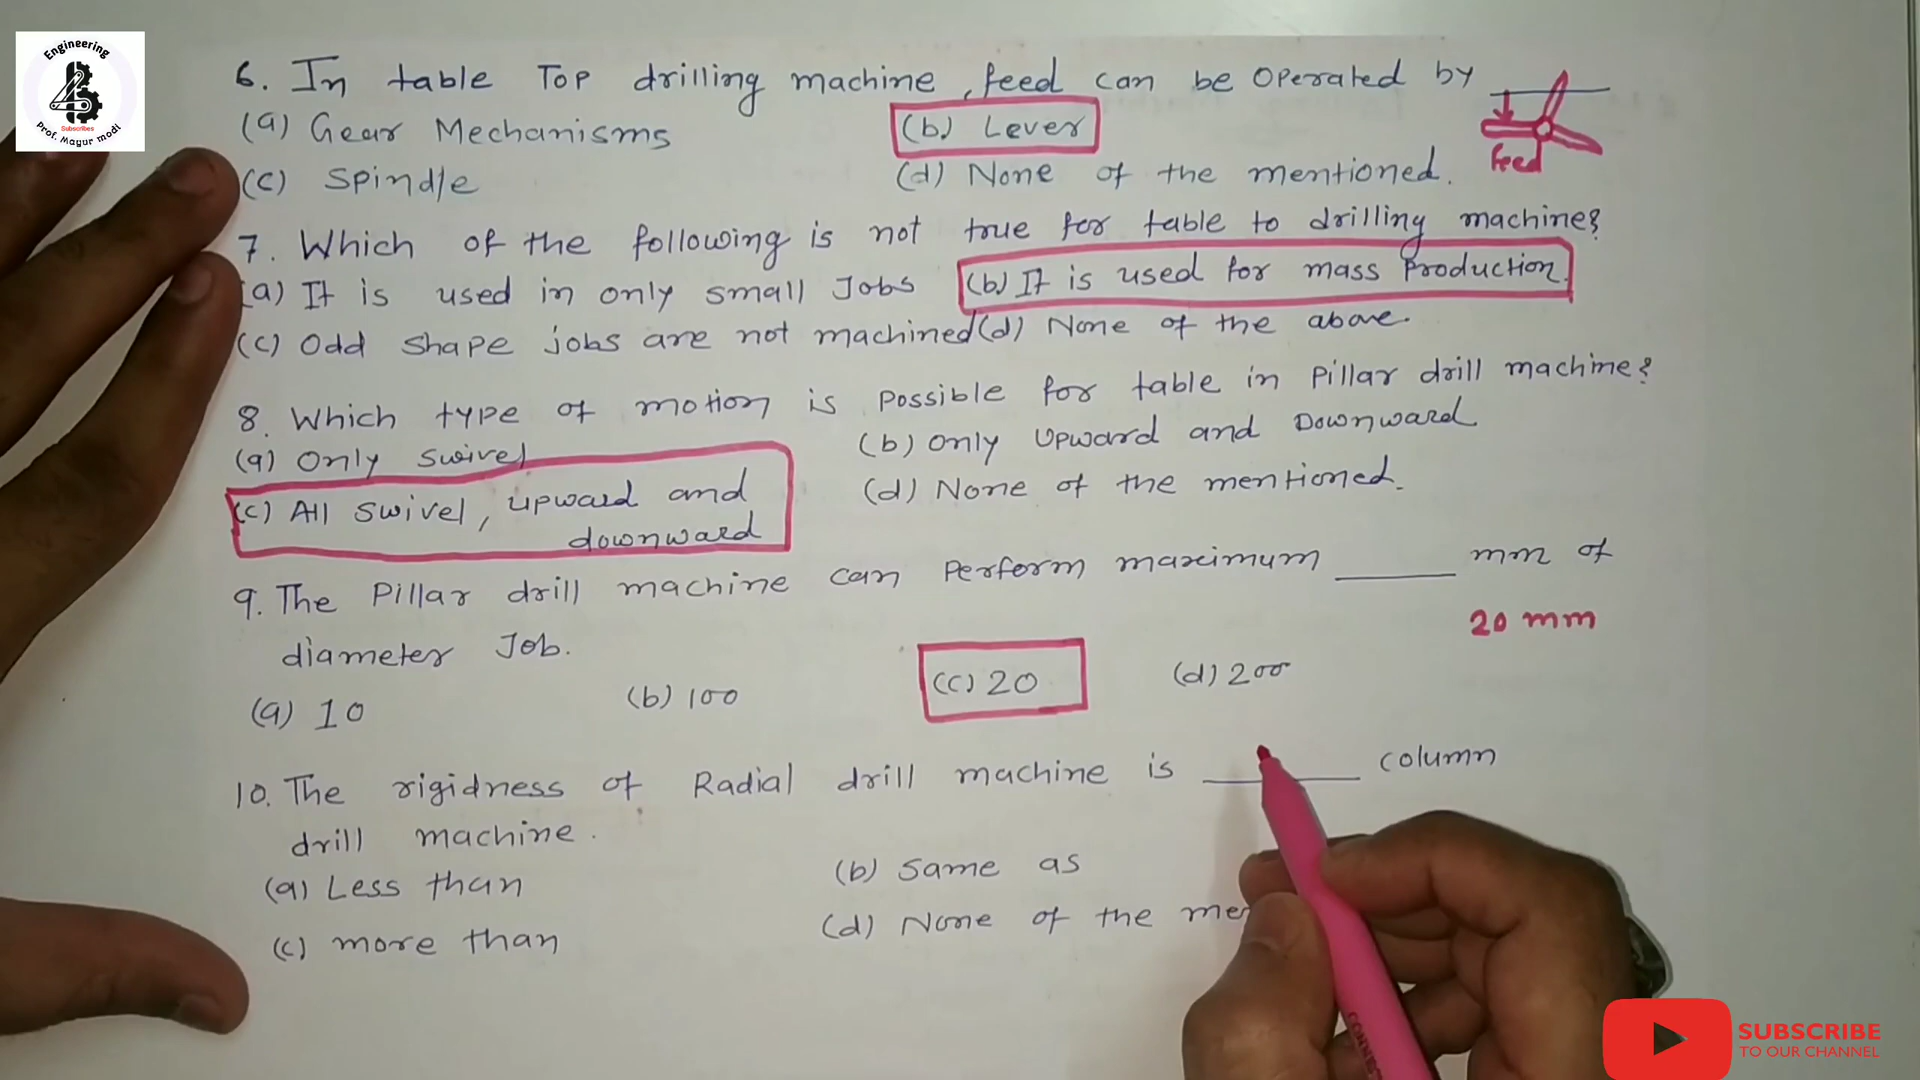 Engineering
Subscribes
Prof. Mayur modi
6. In table Top drilling machine, feed can be operated by ____
(a) Gear Mechanisms (b) Lever
(c) Spindle (d) None of the mentioned.
Feed
7. Which of the following is not true for table to drilling machine?
(a) It is used in only small Jobs (b) It is used for mass Production.
(c) Odd shape jobs are not machined (d) None of the above.
8. Which type of motion is possible for table in Pillar drill machine?
(a) Only swivel (b) Only Upward and Downward
(c) All swivel, upward and downward (d) None of the mentioned.
9. The Pillar drill machine can Perform maximum ____ mm of
20 mm
diameter Job.
(a) 10 (b) 100 (c) 20 (d) 200
10. The rigidness of Radial drill machine is ____ column
drill machine.
(a) Less than (b) Same as
(c) more than (d) None of the
SUBSCRIBE
TO OUR CHANNEL